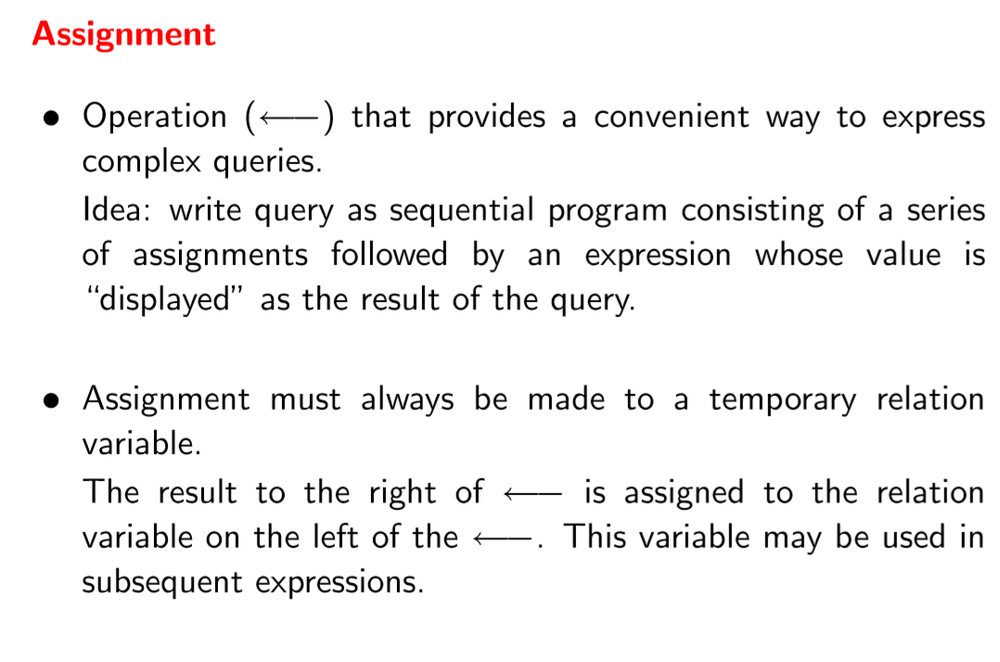 Assignment
• Operation (←—) that provides a convenient way to express
complex queries.
Idea: write query as sequential program consisting of a series
of assignments followed by an expression whose value is
“displayed” as the result of the query.
• Assignment must always be made to a temporary relation
variable.
The result to the right of ←— is assigned to the relation
variable on the left of the ←—. This variable may be used in
subsequent expressions.